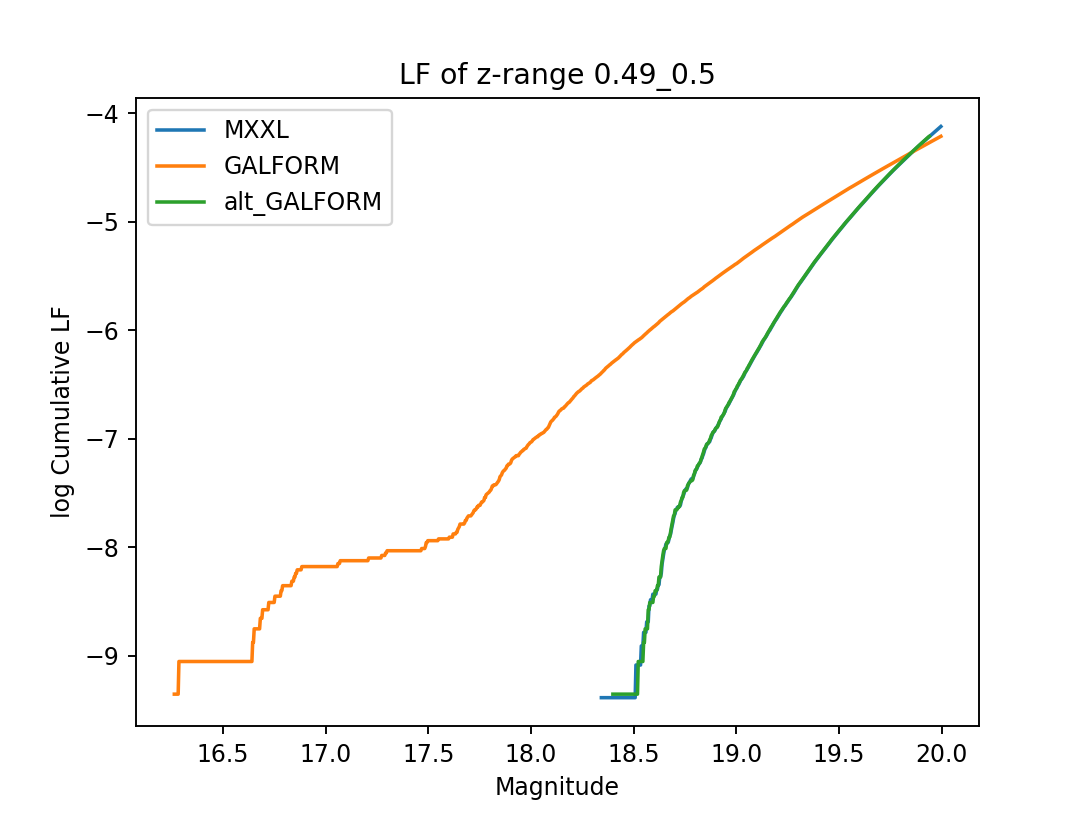 LF of z-range 0.49_0.5
MXXL
GALFORM
alt_GALFORM
log Cumulative LF
−4
−5
−6
−7
−8
−9
16.5 17.0 17.5 18.0 18.5 19.0 19.5 20.0
Magnitude